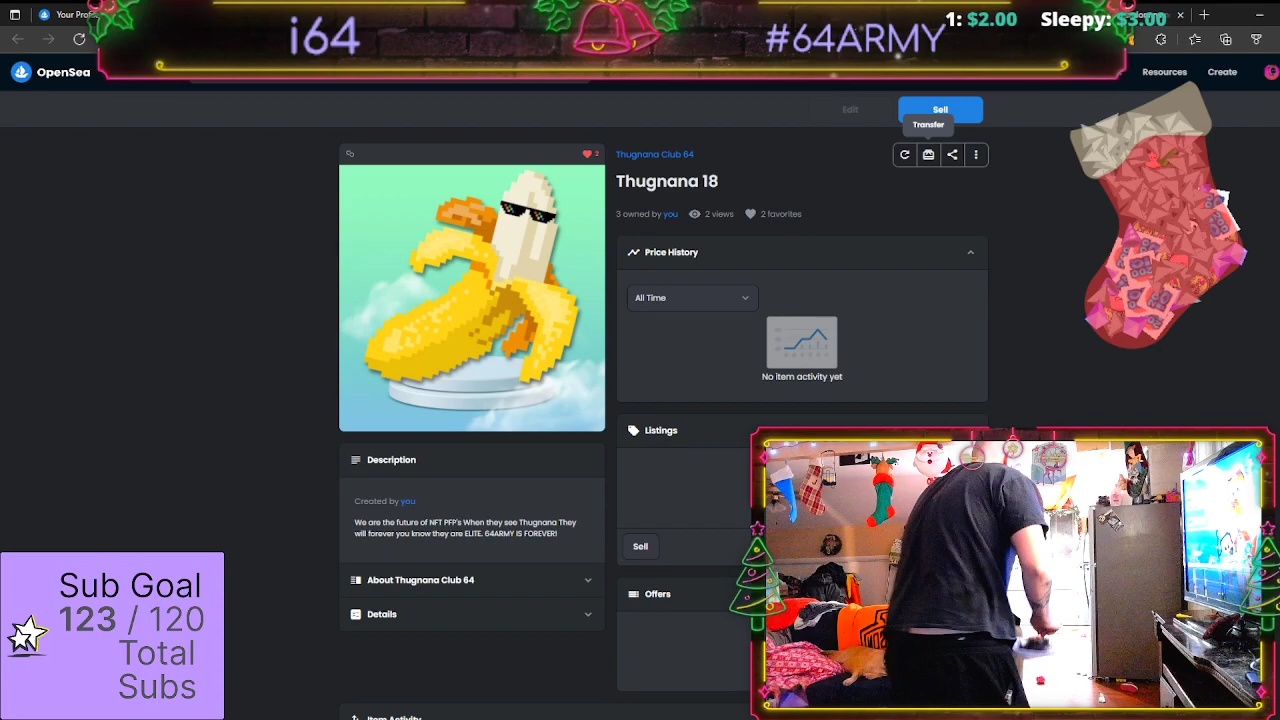 Your Profi
i64
#64ARMY
1: $2.00
Sleepy: $3.00
OpenSea
Resources
Create
Edit
Sell
Transfer
2
Thugnana Club 64
Thugnana 18
3 owned by you
2 views
2 favorites
Price History
All Time
No item activity yet
Listings
Sell
Offers
Description
Created by you
We are the future of NFT PFP's When they see Thugnana They
will forever you know they are ELITE. 64ARMY IS FOREVER!
About Thugnana Club 64
Details
Item Activity
Sub Goal
123 / 120
Total
Subs